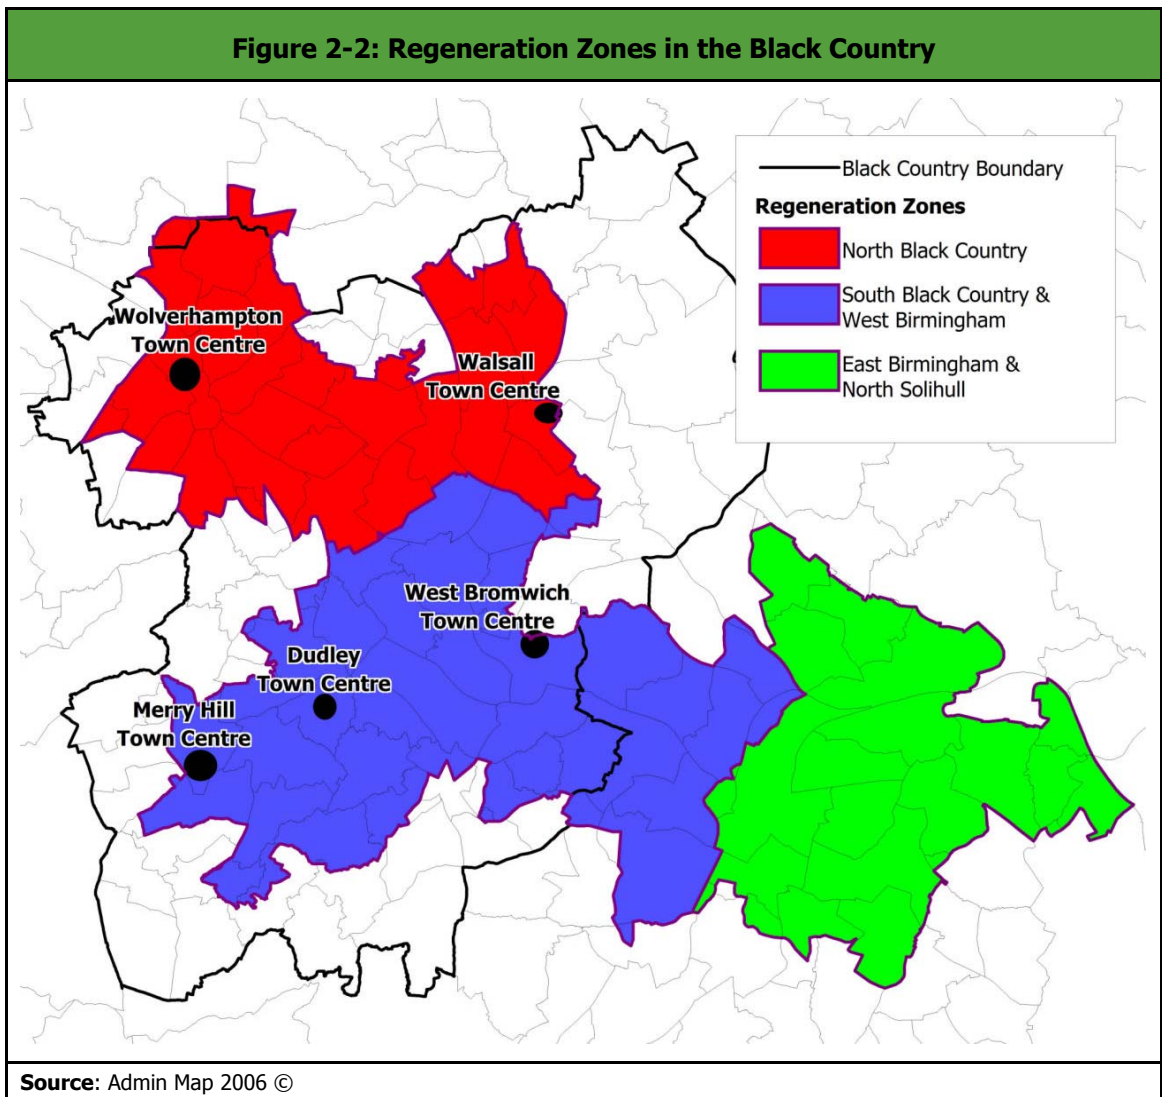 Figure 2-2: Regeneration Zones in the Black Country
Black Country Boundary
Regeneration Zones
North Black Country
South Black Country &
West Birmingham
East Birmingham &
North Solihull
Wolverhampton
Town Centre
Walsall
Town Centre
West Bromwich
Town Centre
Dudley
Town Centre
Merry Hill
Town Centre
Source: Admin Map 2006 ©